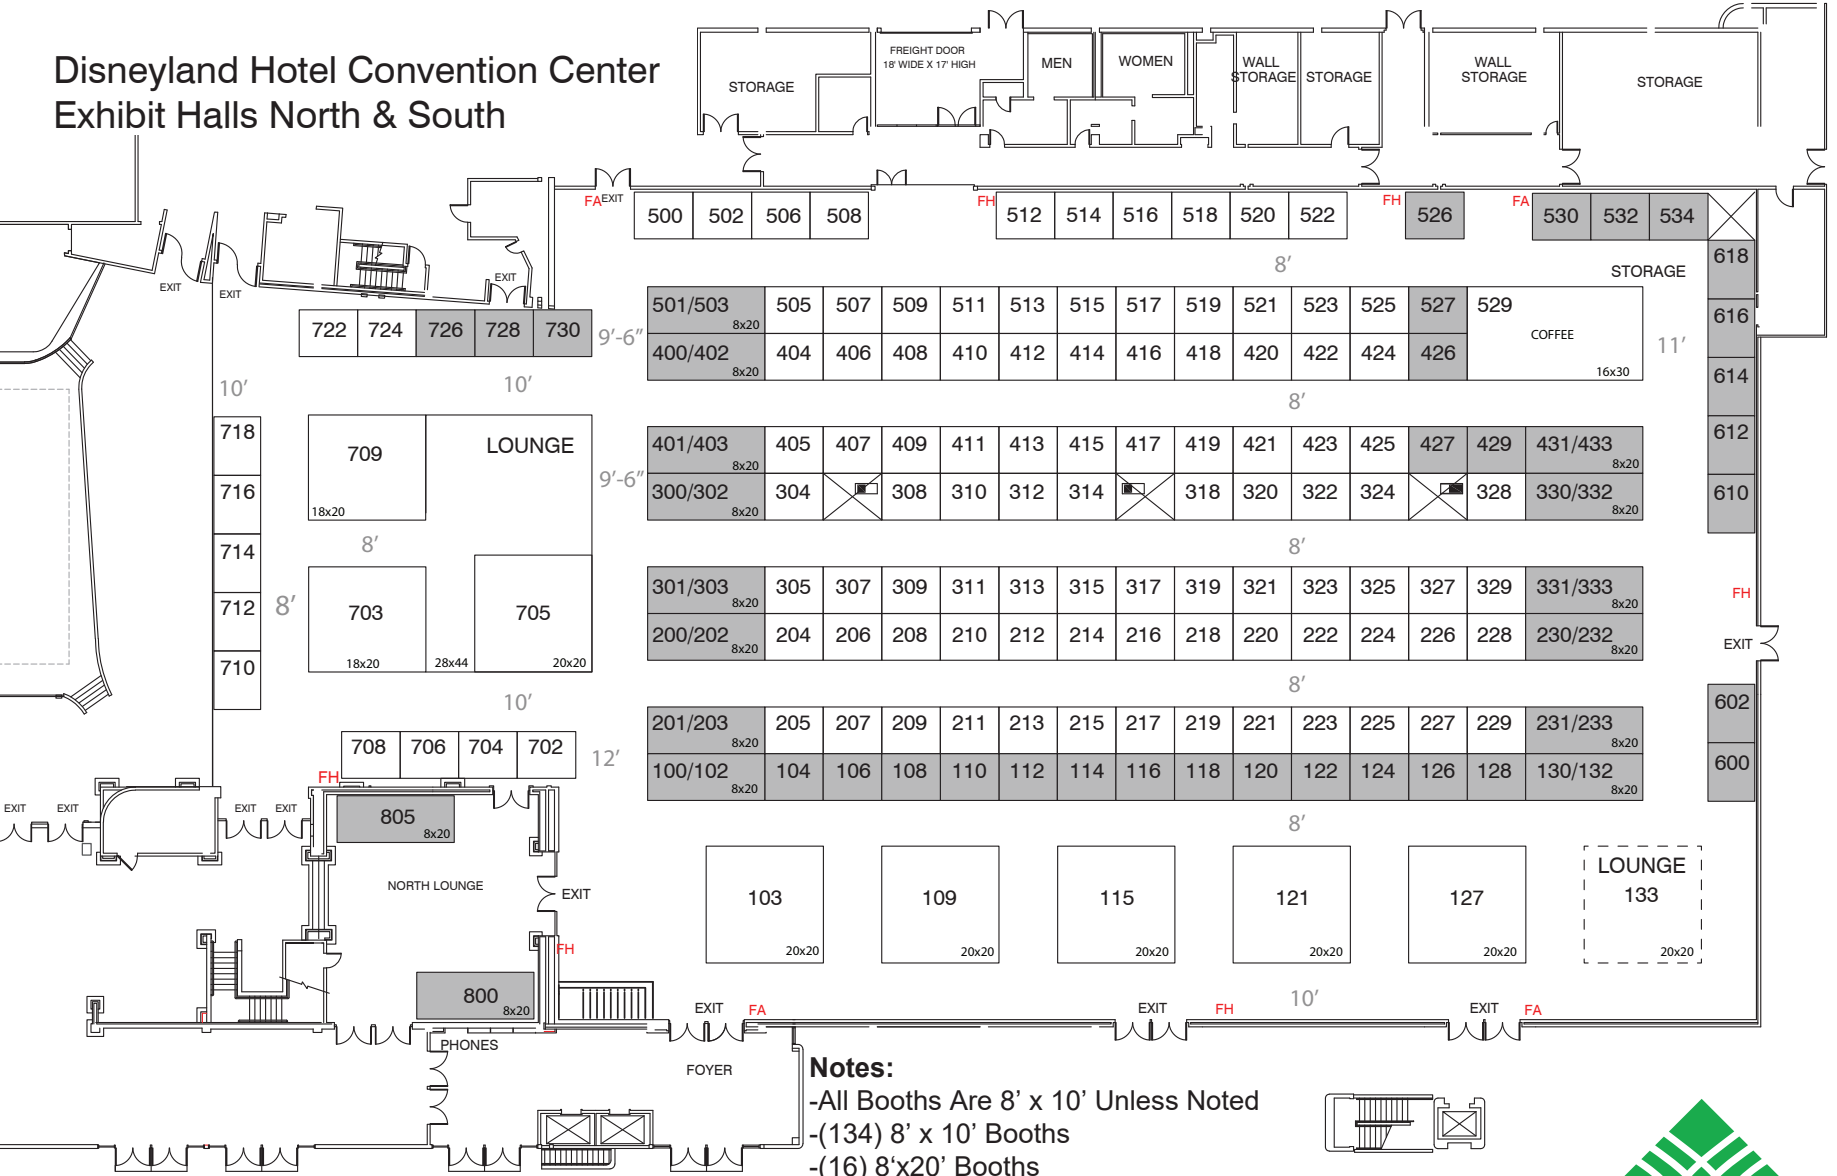 Disneyland Hotel Convention Center
Exhibit Halls North & South
STORAGE
FREIGHT DOOR
18' WIDE X 17' HIGH
MEN
WOMEN
WALL
STORAGE
STORAGE
WALL
STORAGE
STORAGE
FA EXIT
FH
FH
FA
500 502 506 508 512 514 516 518 520 522 526 530 532 534
8’
STORAGE
618
EXIT
EXIT
EXIT
501/503 8x20 505 507 509 511 513 515 517 519 521 523 525 527 529
COFFEE
16x30
616
722 724 726 728 730
9’-6”
11’
400/402 8x20 404 406 408 410 412 414 416 418 420 422 424 426
614
10’
10’
8’
718
709
18x20
LOUNGE
401/403 8x20 405 407 409 411 413 415 417 419 421 423 425 427 429 431/433 8x20
612
716
9’-6”
300/302 8x20 304 308 310 312 314 318 320 322 324 328 330/332 8x20
610
714
8’
8’
712
8’
703
18x20
28x44
705
20x20
301/303 8x20 305 307 309 311 313 315 317 319 321 323 325 327 329 331/333 8x20
FH
710
200/202 8x20 204 206 208 210 212 214 216 218 220 222 224 226 228 230/232 8x20
EXIT
10’
8’
602
201/203 8x20 205 207 209 211 213 215 217 219 221 223 225 227 229 231/233 8x20
708 706 704 702
12’
100/102 8x20 104 106 108 110 112 114 116 118 120 122 124 126 128 130/132 8x20
600
FH
EXIT EXIT EXIT EXIT
805
8x20
8’
NORTH LOUNGE
EXIT
103
20x20
109
20x20
115
20x20
121
20x20
127
20x20
LOUNGE
133
20x20
FH
800
8x20
10’
EXIT FA EXIT FH EXIT FA
PHONES
FOYER
Notes:
-All Booths Are 8’ x 10’ Unless Noted
-(134) 8’ x 10’ Booths
-(16) 8‘x20’ Booths